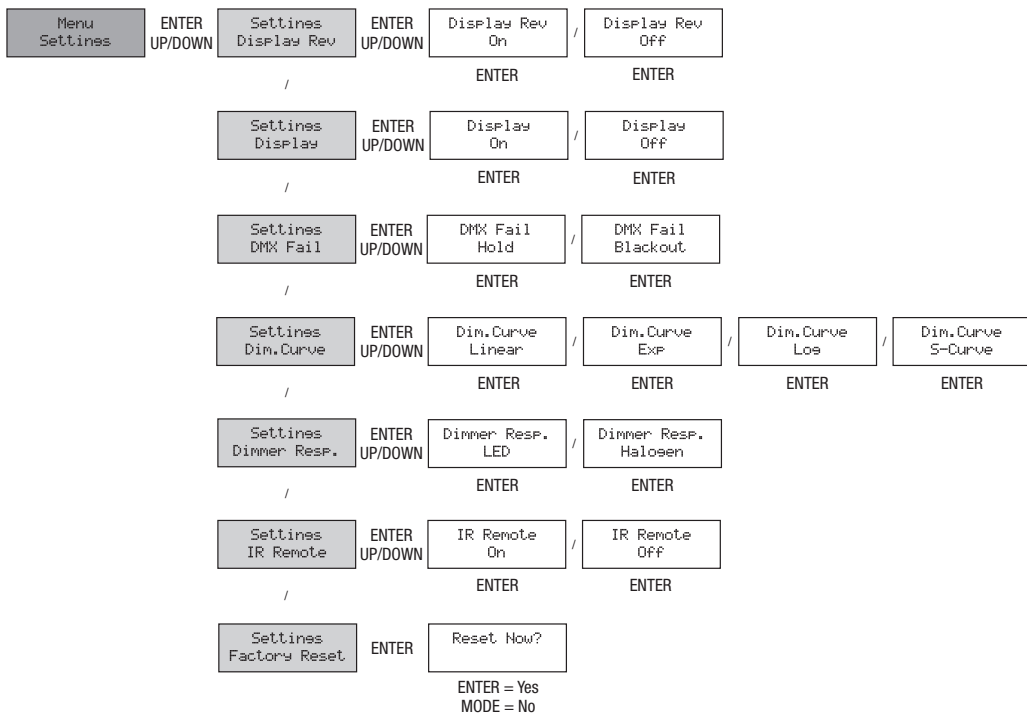 Menu
Settings
ENTER
UP/DOWN
Settings
Display Rev
ENTER
UP/DOWN
Display Rev
On
/
Display Rev
Off
ENTER
ENTER
/
Settings
Display
ENTER
UP/DOWN
Display
On
/
Display
Off
ENTER
ENTER
/
Settings
DMX Fail
ENTER
UP/DOWN
DMX Fail
Hold
/
DMX Fail
Blackout
ENTER
ENTER
/
Settings
Dim.Curve
ENTER
UP/DOWN
Dim.Curve
Linear
/
Dim.Curve
Exp
/
Dim.Curve
Log
/
Dim.Curve
S-Curve
ENTER
ENTER
ENTER
ENTER
/
Settings
Dimmer Resp.
ENTER
UP/DOWN
Dimmer Resp.
LED
/
Dimmer Resp.
Halogen
ENTER
ENTER
/
Settings
IR Remote
ENTER
UP/DOWN
IR Remote
On
/
IR Remote
Off
ENTER
ENTER
/
Settings
Factory Reset
ENTER
Reset Now?
ENTER = Yes
MODE = No